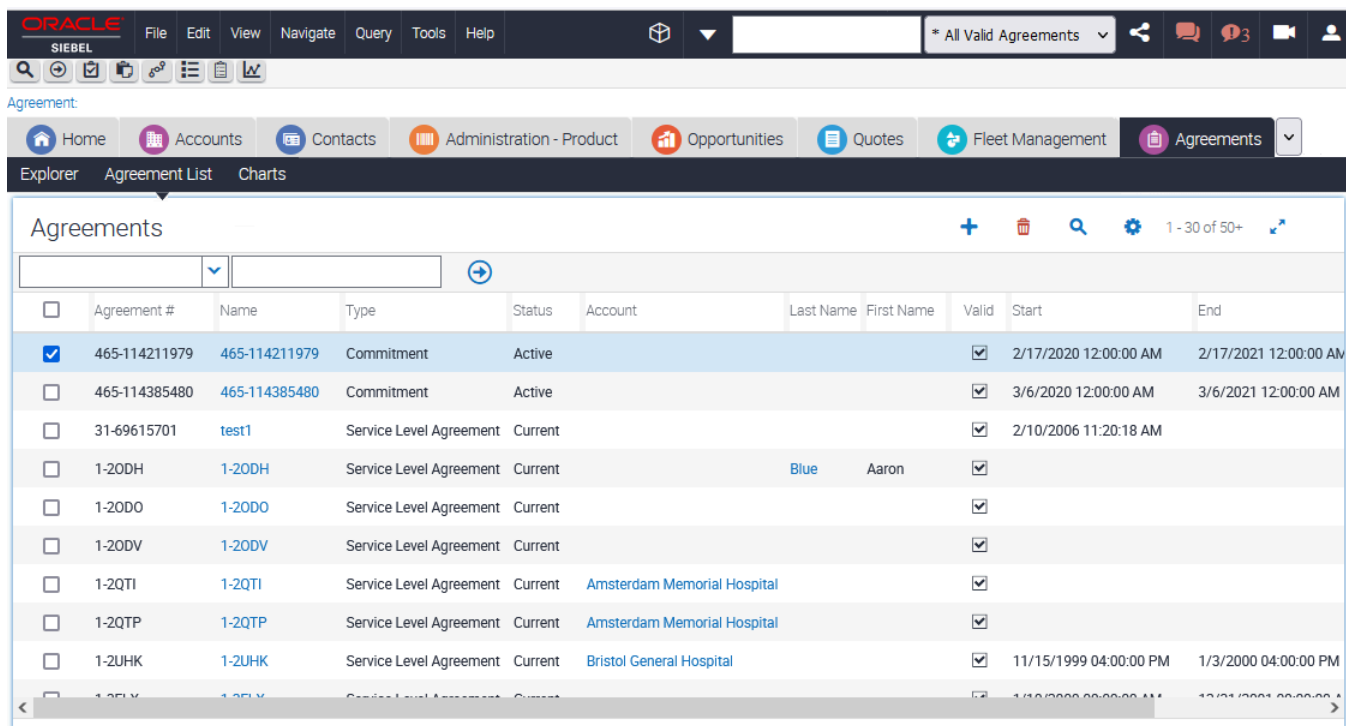 ORACLE
SIEBEL
File Edit View Navigate Query Tools Help
* All Valid Agreements
3
Agreement:
Home Accounts Contacts Administration - Product Opportunities Quotes Fleet Management Agreements
Explorer Agreement List Charts
Agreements
1 - 30 of 50+
Agreement # Name Type Status Account Last Name First Name Valid Start End
465-114211979 465-114211979 Commitment Active 2/17/2020 12:00:00 AM 2/17/2021 12:00:00 AM
465-114385480 465-114385480 Commitment Active 3/6/2020 12:00:00 AM 3/6/2021 12:00:00 AM
31-69615701 test1 Service Level Agreement Current 2/10/2006 11:20:18 AM
1-2ODH 1-2ODH Service Level Agreement Current Blue Aaron
1-2ODO 1-2ODO Service Level Agreement Current
1-2ODV 1-2ODV Service Level Agreement Current
1-2QTI 1-2QTI Service Level Agreement Current Amsterdam Memorial Hospital
1-2QTP 1-2QTP Service Level Agreement Current Amsterdam Memorial Hospital
1-2UHK 1-2UHK Service Level Agreement Current Bristol General Hospital 11/15/1999 04:00:00 PM 1/3/2000 04:00:00 PM